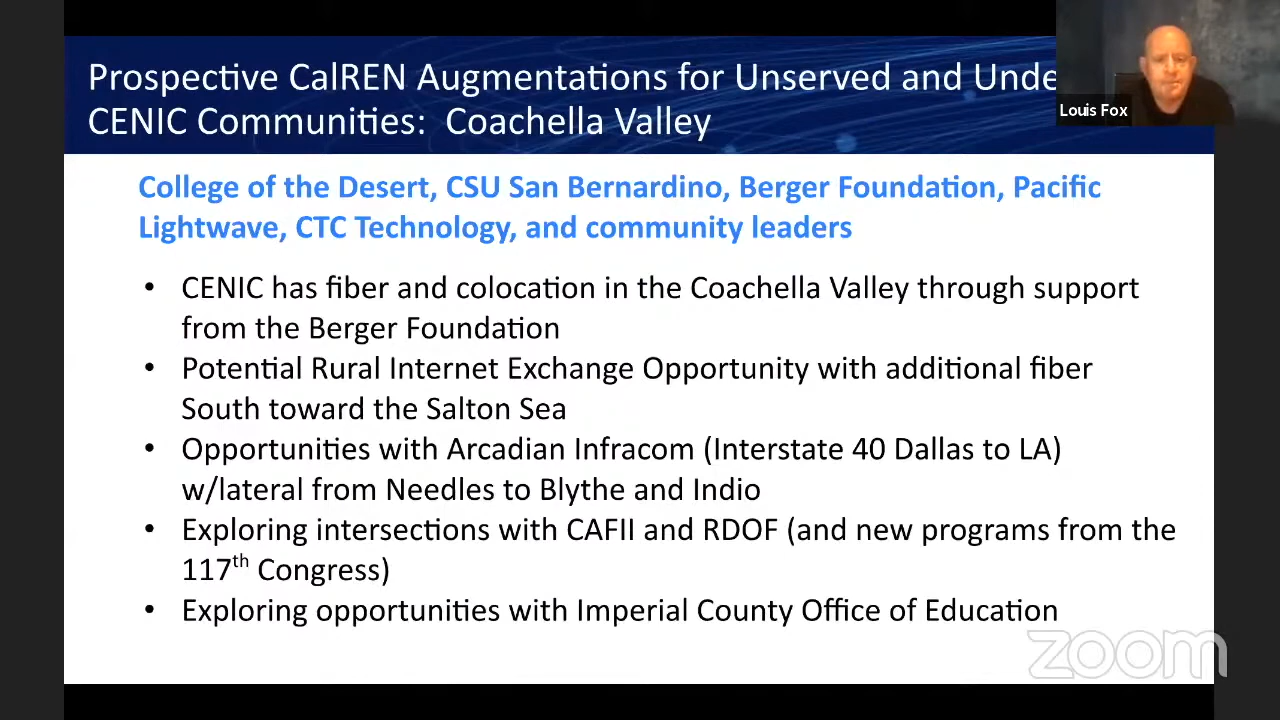 Prospective CalREN Augmentations for Unserved and Unde
CENIC Communities: Coachella Valley
Louis Fox
College of the Desert, CSU San Bernardino, Berger Foundation, Pacific
Lightwave, CTC Technology, and community leaders
• CENIC has fiber and colocation in the Coachella Valley through support
from the Berger Foundation
• Potential Rural Internet Exchange Opportunity with additional fiber
South toward the Salton Sea
• Opportunities with Arcadian Infracom (Interstate 40 Dallas to LA)
w/lateral from Needles to Blythe and Indio
• Exploring intersections with CAFII and RDOF (and new programs from the
117th Congress)
• Exploring opportunities with Imperial County Office of Education
zoom